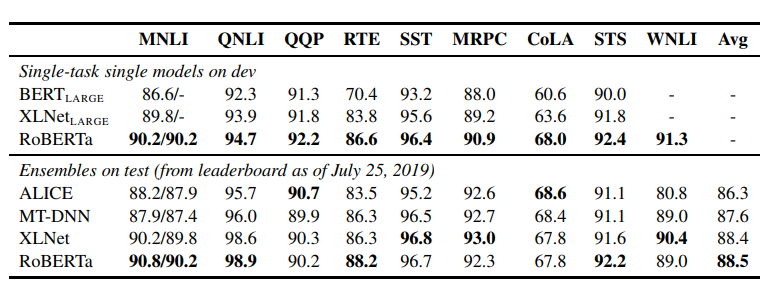 MNLI QNLI QQP RTE SST MRPC CoLA STS WNLI Avg
Single-task single models on dev
BERTLARGE 86.6/- 92.3 91.3 70.4 93.2 88.0 60.6 90.0 - -
XLNetLARGE 89.8/- 93.9 91.8 83.8 95.6 89.2 63.6 91.8 - -
RoBERTa 90.2/90.2 94.7 92.2 86.6 96.4 90.9 68.0 92.4 91.3 -
Ensembles on test (from leaderboard as of July 25, 2019)
ALICE 88.2/87.9 95.7 90.7 83.5 95.2 92.6 68.6 91.1 80.8 86.3
MT-DNN 87.9/87.4 96.0 89.9 86.3 96.5 92.7 68.4 91.1 89.0 87.6
XLNet 90.2/89.8 98.6 90.3 86.3 96.8 93.0 67.8 91.6 90.4 88.4
RoBERTa 90.8/90.2 98.9 90.2 88.2 96.7 92.3 67.8 92.2 89.0 88.5